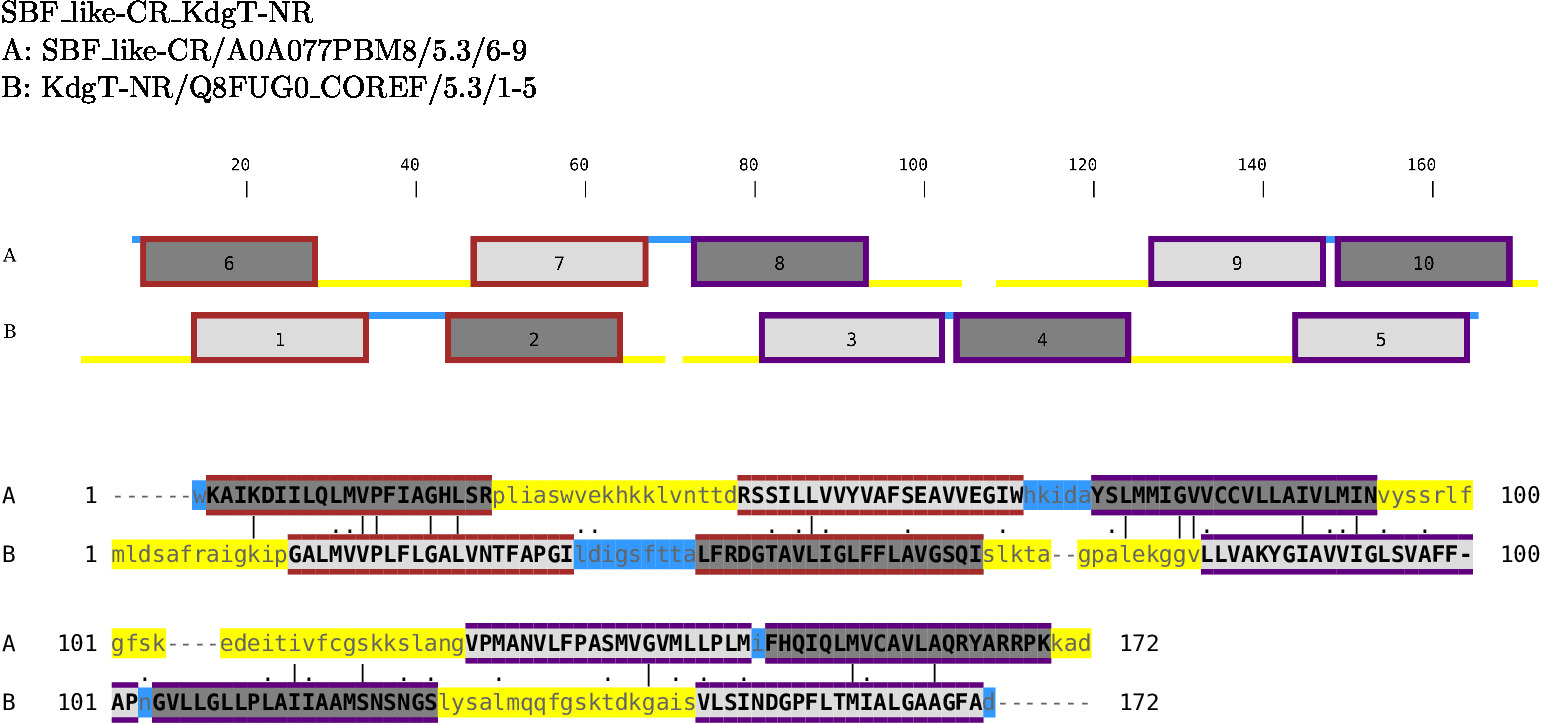 SBF_like-CR_KdgT-NR
A: SBF_like-CR/A0A077PBM8/5.3/6-9
B: KdgT-NR/Q8FUG0_COREF/5.3/1-5
20 40 60 80 100 120 140 160
A 6 7 8 9 10
B 1 2 3 4 5
A 1 ------wKAIKDIILQLMVPFIAGHLSRpliaswvekhkklvnttdRSSILLVVYVAFSEAVVEGIWhkidaYSLMMIGVVCCVLLAIVLMINvyssrlf 100
B 1 mldsafraigkipGALMVVPLFLGALVNTFAPGIldigsfttaLFRDGTAVLIGLFFLAVGSQIslkta--gpalekggvLLVAKYGIAVVIGLSVAFF- 100
A 101 gfsk----edeitivfcgskkslangVPMANVLFPASMVGVMLLPLMiFHQIQLMVCAVLAQRYARRPKkad 172
B 101 APnGVLLGLLPLAIIAAMSNSNGSlysalmqqfgsktdkgaisVLSINDGPFLTMIALGAAGFAd------- 172